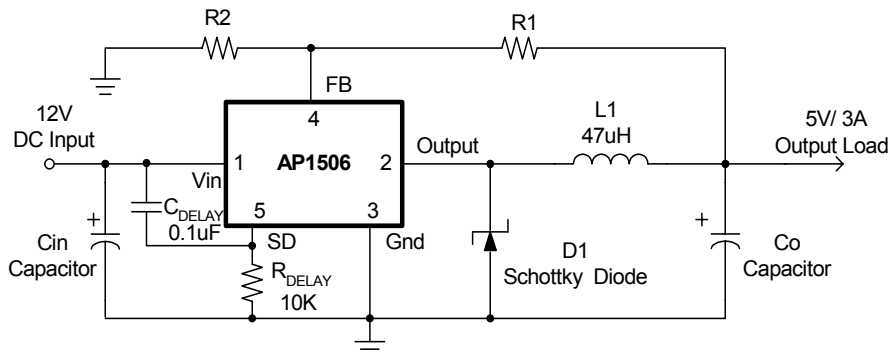 R2
R1
FB
4
12V
DC Input
L1
47uH
5V/ 3A
Output Load
Output
Vin
1
AP1506
2
5
3
C_DELAY
0.1uF
SD
Gnd
+
Cin
Capacitor
R_DELAY
10K
D1
Schottky Diode
+
Co
Capacitor